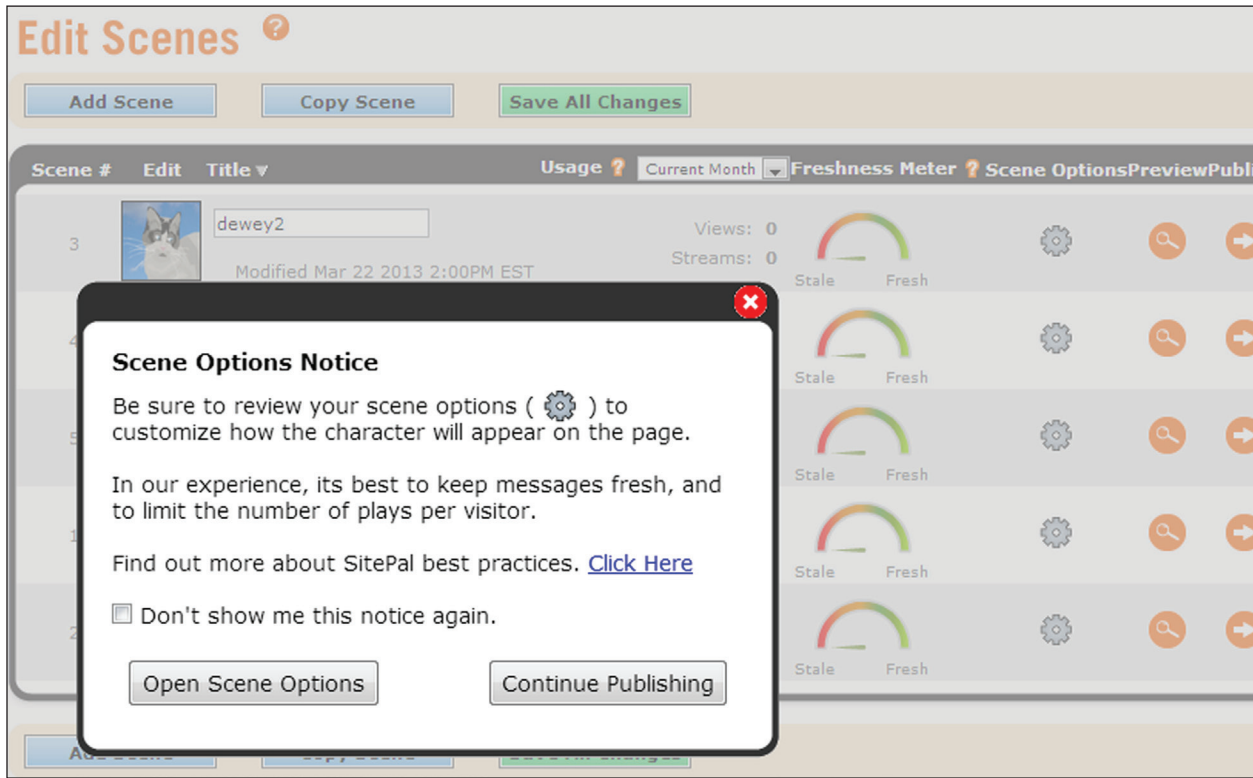 Edit Scenes ?
Add Scene Copy Scene Save All Changes
Scene # Edit Title Usage ? Current Month Freshness Meter ? Scene Options Preview Publi
dewey2
Views: 0
3
Streams: 0
Modified Mar 22 2013 2:00PM EST
Stale Fresh
4
Scene Options Notice
Stale Fresh
Be sure to review your scene options ( ) to
customize how the character will appear on the page.
5
Stale Fresh
In our experience, its best to keep messages fresh, and
to limit the number of plays per visitor.
1
Find out more about SitePal best practices. Click Here
Stale Fresh
Don't show me this notice again.
2
Stale Fresh
Open Scene Options Continue Publishing